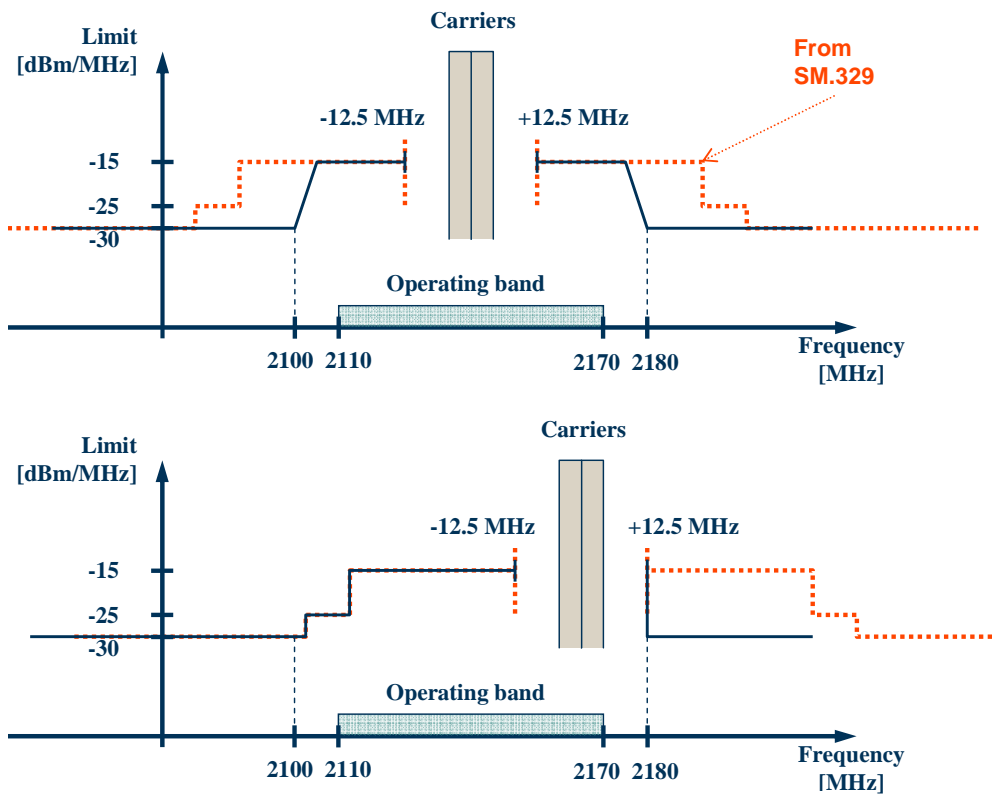 Carriers
Limit
[dBm/MHz]
From
SM.329
-12.5 MHz
+12.5 MHz
-15
-25
-30
Operating band
2100
2110
2170
2180
Frequency
[MHz]
Carriers
Limit
[dBm/MHz]
-12.5 MHz
+12.5 MHz
-15
-25
-30
Operating band
2100
2110
2170
2180
Frequency
[MHz]